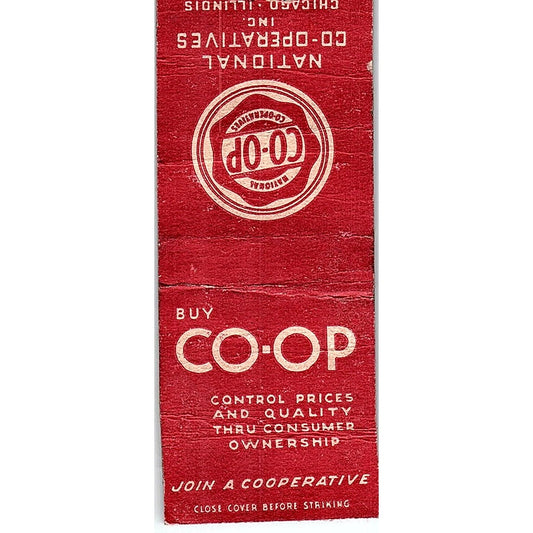 NATIONAL
CO-OPERATIVES
INC.
CHICAGO · ILLINOIS
NATIONAL
CO-OP
CO-OPERATIVES
BUY
CO-OP
CONTROL PRICES
AND QUALITY
THRU CONSUMER
OWNERSHIP
JOIN A COOPERATIVE
CLOSE COVER BEFORE STRIKING